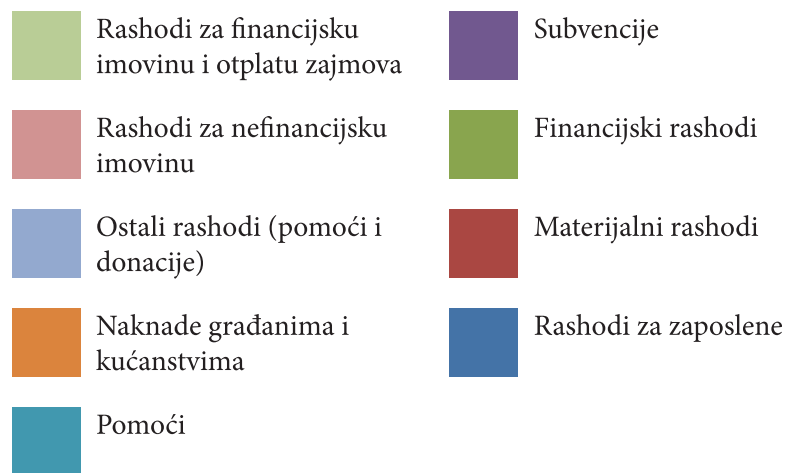 Rashodi za financijsku
imovinu i otplatu zajmova
Rashodi za nefinancijsku
imovinu
Ostali rashodi (pomoći i
donacije)
Naknade građanima i
kućanstvima
Pomoći
Subvencije
Financijski rashodi
Materijalni rashodi
Rashodi za zaposlene